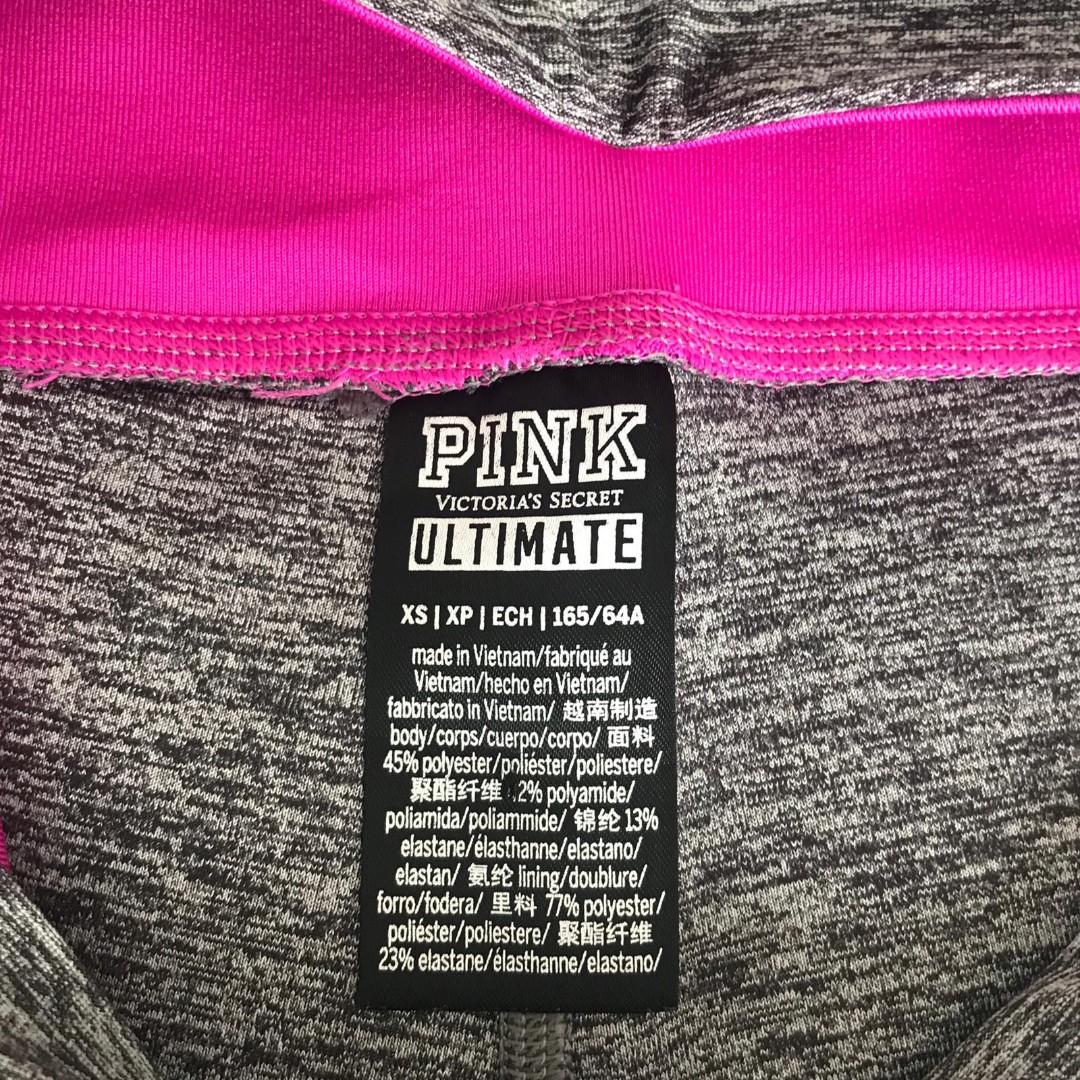 PINK
VICTORIA'S SECRET
ULTIMATE
XS | XP | ECH | 165/64A
made in Vietnam/fabriqué au
Vietnam/hecho en Vietnam/
fabbricato in Vietnam/ 越南制造
body/corps/cuerpo/corpo/ 面料
45% polyester/poliéster/poliestere/
聚酯纤维 polyamide/
poliamida/poliammide/ 锦纶 13%
elastane/élasthanne/elastano/
elastan/ 氨纶 lining/doublure/
forro/fodera/ 里料 77% polyester/
poliéster/poliestere/ 聚酯纤维
23% elastane/élasthanne/elastano/